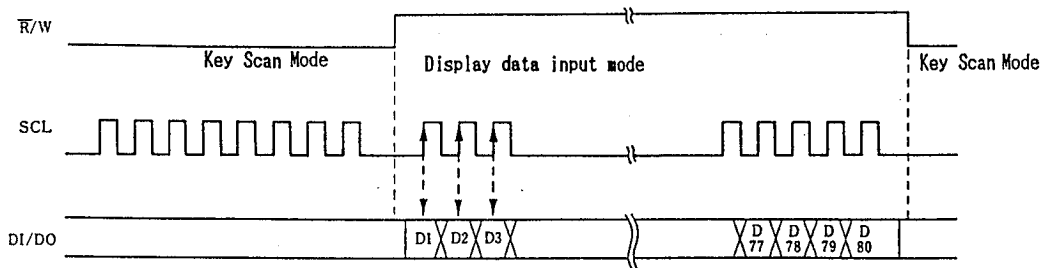 R̅/W
Key Scan Mode
Display data input mode
Key Scan Mode
SCL
DI/DO
D1
D2
D3
D
77
D
78
D
79
D
80